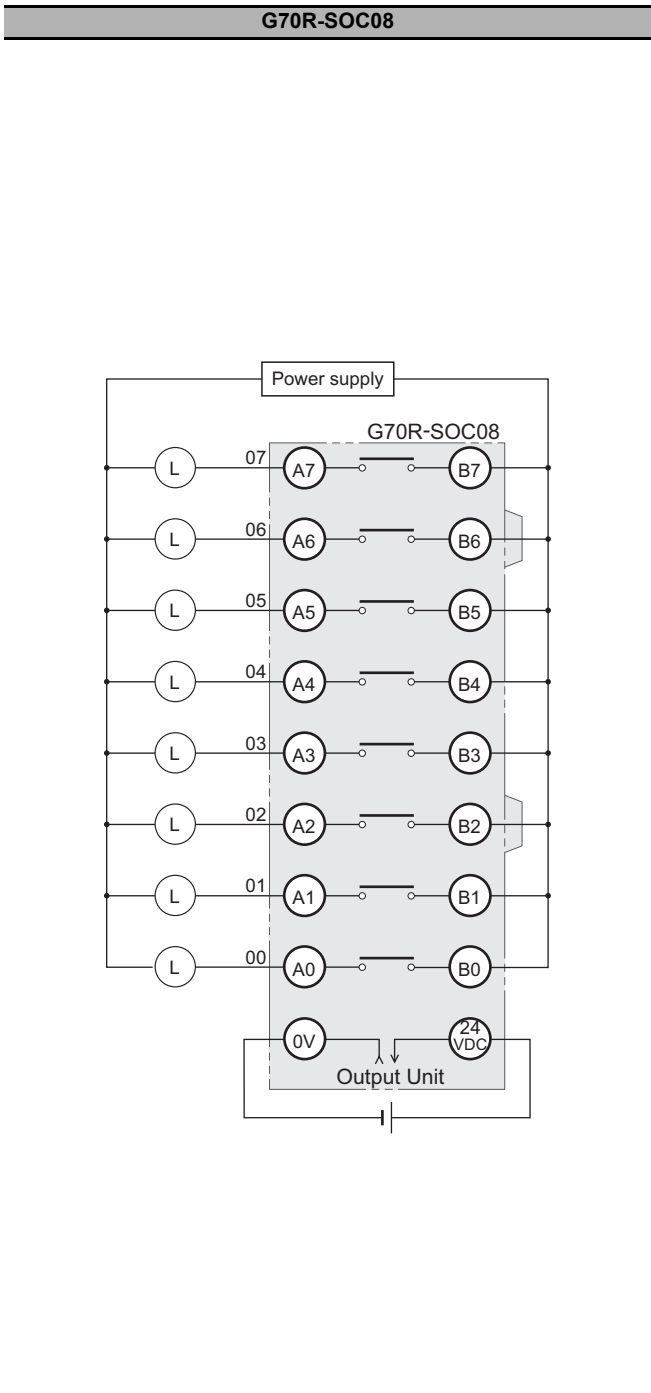 G70R-SOC08
Power supply
G70R-SOC08
L 07 A7 B7
L 06 A6 B6
L 05 A5 B5
L 04 A4 B4
L 03 A3 B3
L 02 A2 B2
L 01 A1 B1
L 00 A0 B0
0V 24 VDC
Output Unit